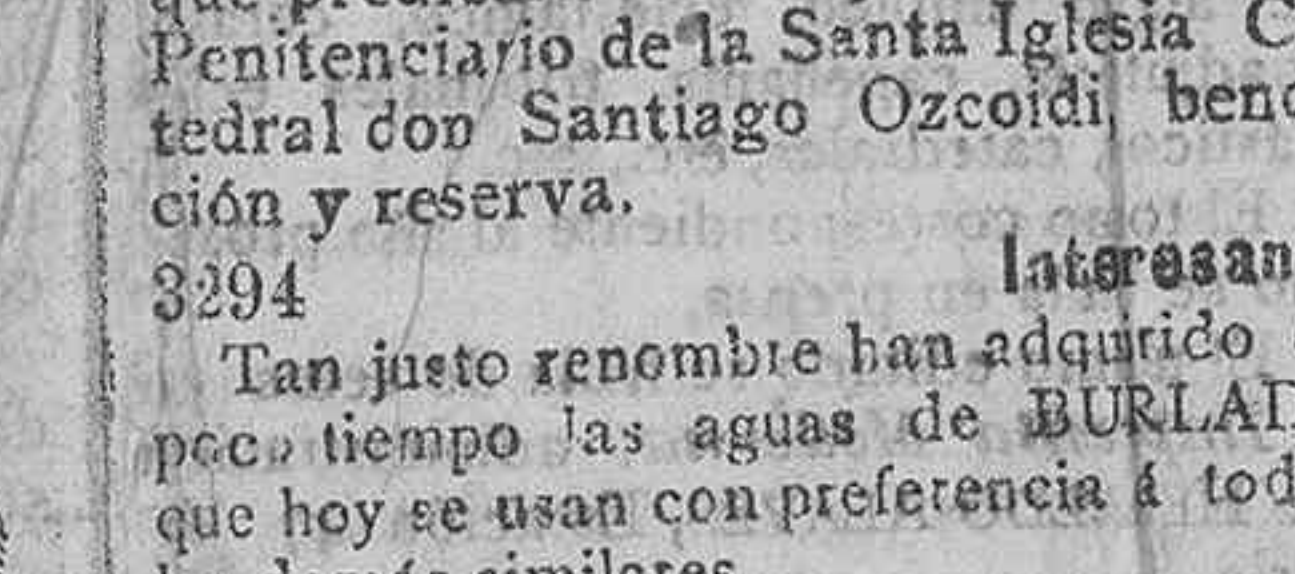 Penitenciario de la Santa Iglesia C
tedral don Santiago Ozcoidi, bend
ción y reserva.
3294
Interesan
Tan justo renombre han adquirido
poco tiempo las aguas de BURLAD
que hoy se usan con preferencia á tod
similares